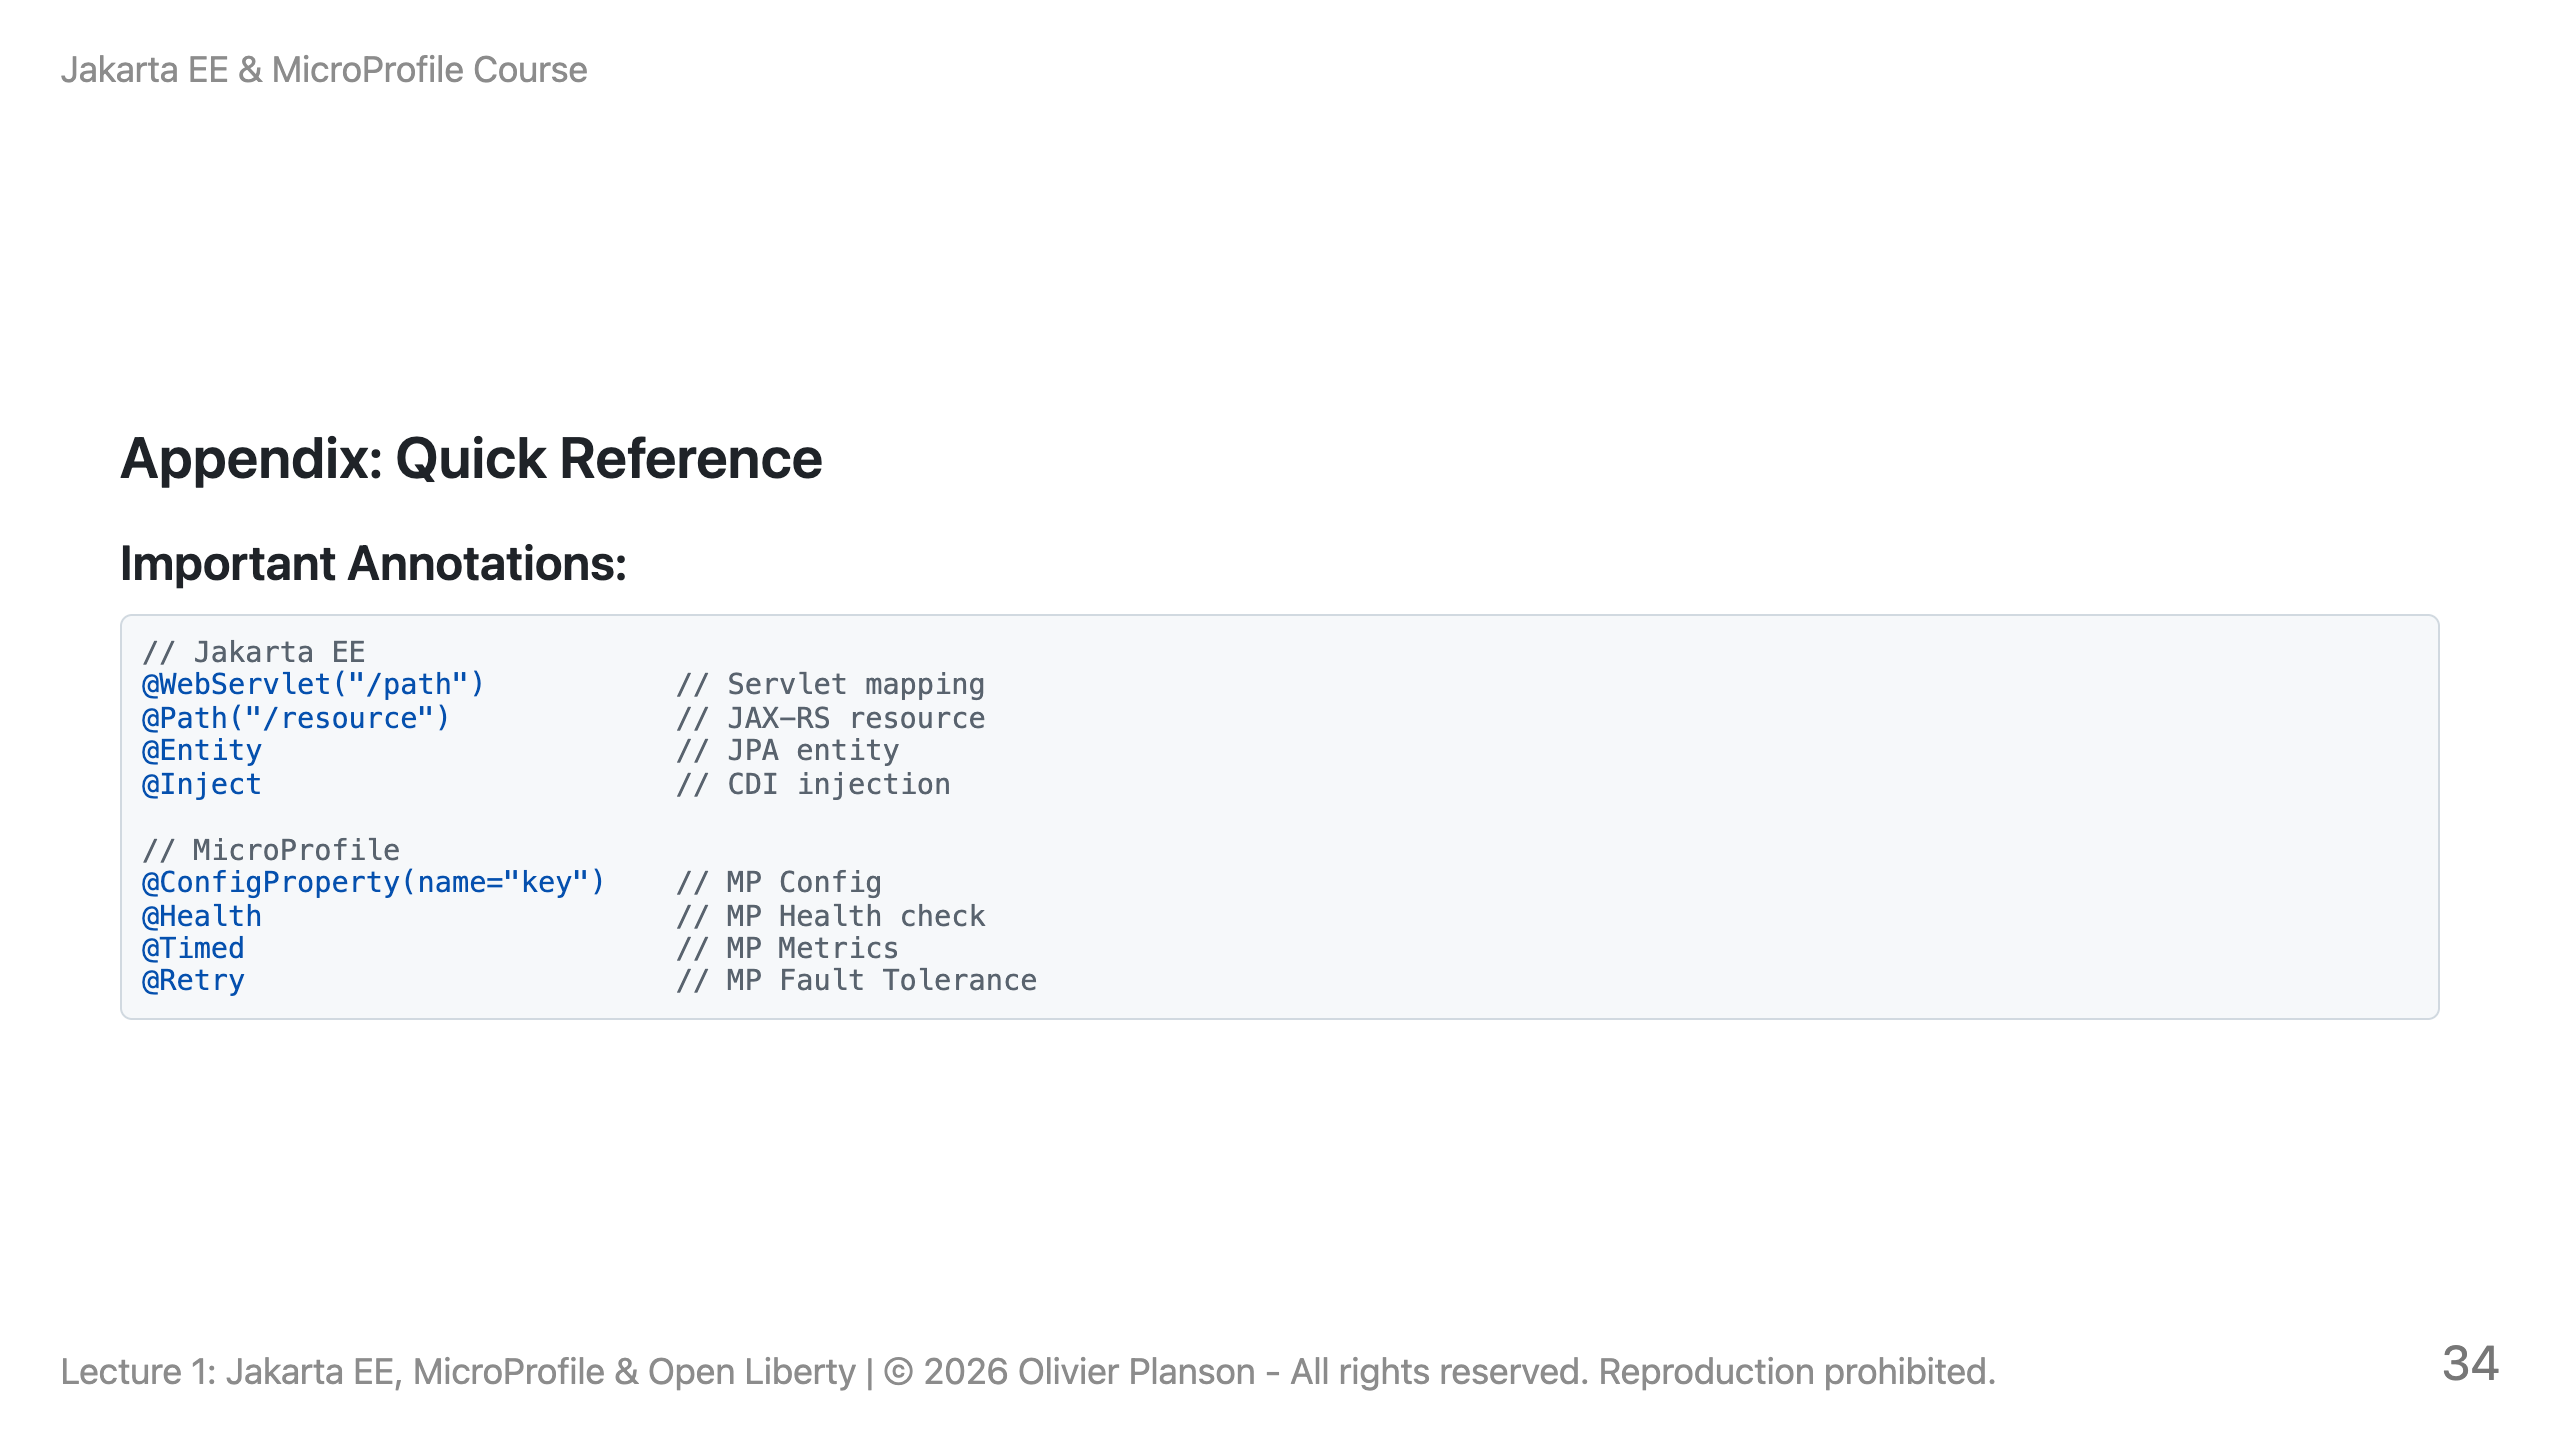 Jakarta EE & MicroProfile Course
Appendix: Quick Reference
Important Annotations:
// Jakarta EE
@WebServlet("/path")           // Servlet mapping
@Path("/resource")             // JAX-RS resource
@Entity                        // JPA entity
@Inject                        // CDI injection
// MicroProfile
@ConfigProperty(name="key")    // MP Config
@Health                        // MP Health check
@Timed                         // MP Metrics
@Retry                         // MP Fault Tolerance
Lecture 1: Jakarta EE, MicroProfile & Open Liberty | © 2026 Olivier Planson - All rights reserved. Reproduction prohibited.
34